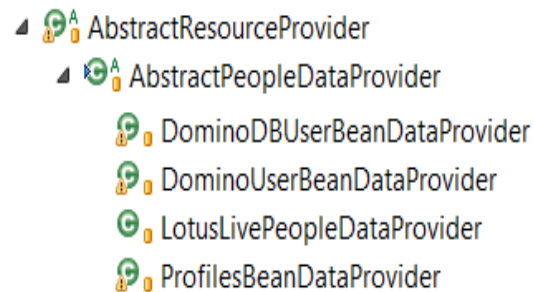 AbstractResourceProvider
AbstractPeopleDataProvider
DominoDBUserBeanDataProvider
DominoUserBeanDataProvider
LotusLivePeopleDataProvider
ProfilesBeanDataProvider